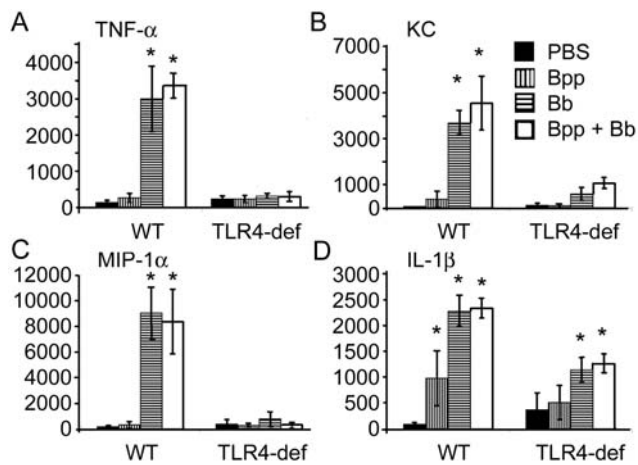 A TNF-α
4000
3000
2000
1000
0
WT TLR4-def
B KC
7000
5000
3000
1000
0
WT TLR4-def
PBS
Bpp
Bb
Bpp + Bb
* * * *
C MIP-1α
12000
10000
8000
6000
4000
2000
0
WT TLR4-def
* *
D IL-1β
3000
2500
2000
1500
1000
500
0
WT TLR4-def
* * * * *